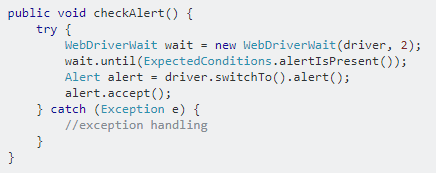 public void checkAlert() {
    try {
        WebDriverWait wait = new WebDriverWait(driver, 2);
        wait.until(ExpectedConditions.alertIsPresent());
        Alert alert = driver.switchTo().alert();
        alert.accept();
    } catch (Exception e) {
        //exception handling
    }
}